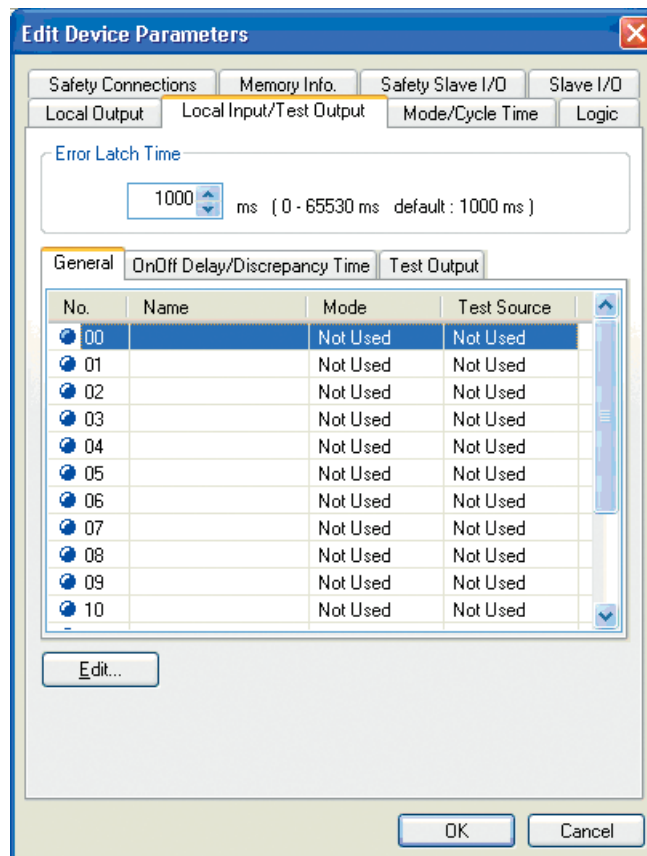 Edit Device Parameters
Safety Connections Memory Info. Safety Slave I/O Slave I/O
Local Output Local Input/Test Output Mode/Cycle Time Logic
Error Latch Time
1000 ms ( 0 - 65530 ms default : 1000 ms )
General OnOff Delay/Discrepancy Time Test Output
No. Name Mode Test Source
00 Not Used Not Used
01 Not Used Not Used
02 Not Used Not Used
03 Not Used Not Used
04 Not Used Not Used
05 Not Used Not Used
06 Not Used Not Used
07 Not Used Not Used
08 Not Used Not Used
09 Not Used Not Used
10 Not Used Not Used
Edit...
OK Cancel